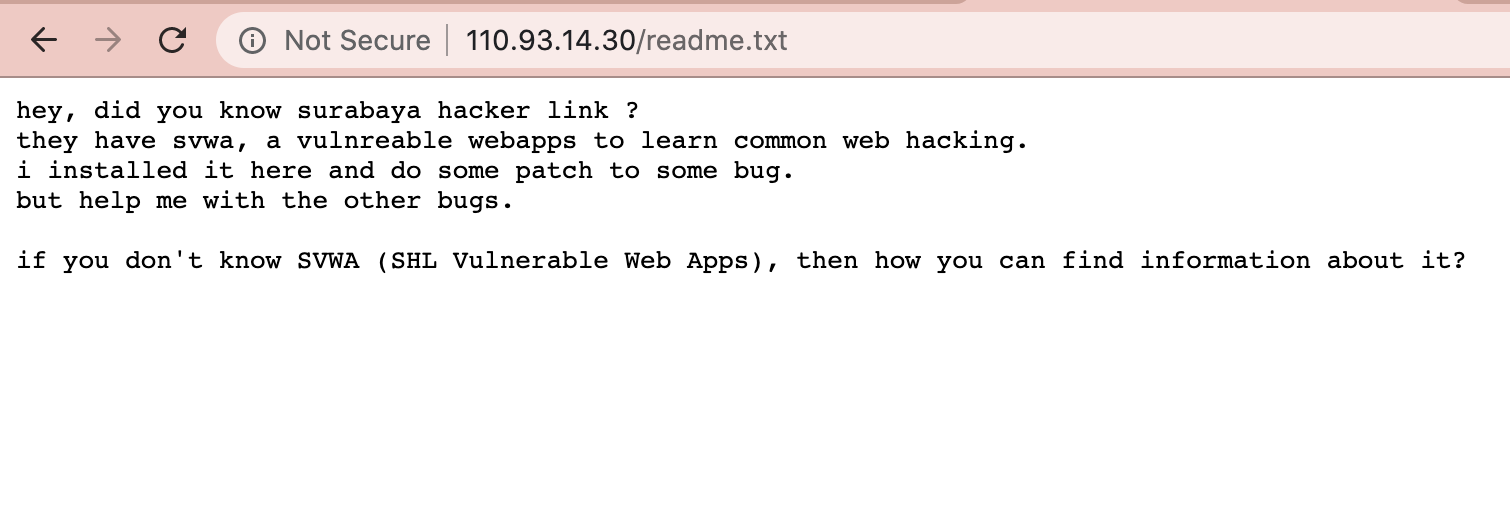 Not Secure 110.93.14.30/readme.txt
hey, did you know surabaya hacker link ?
they have svwa, a vulnreable webapps to learn common web hacking.
i installed it here and do some patch to some bug.
but help me with the other bugs.
if you don't know SVWA (SHL Vulnerable Web Apps), then how you can find information about it?